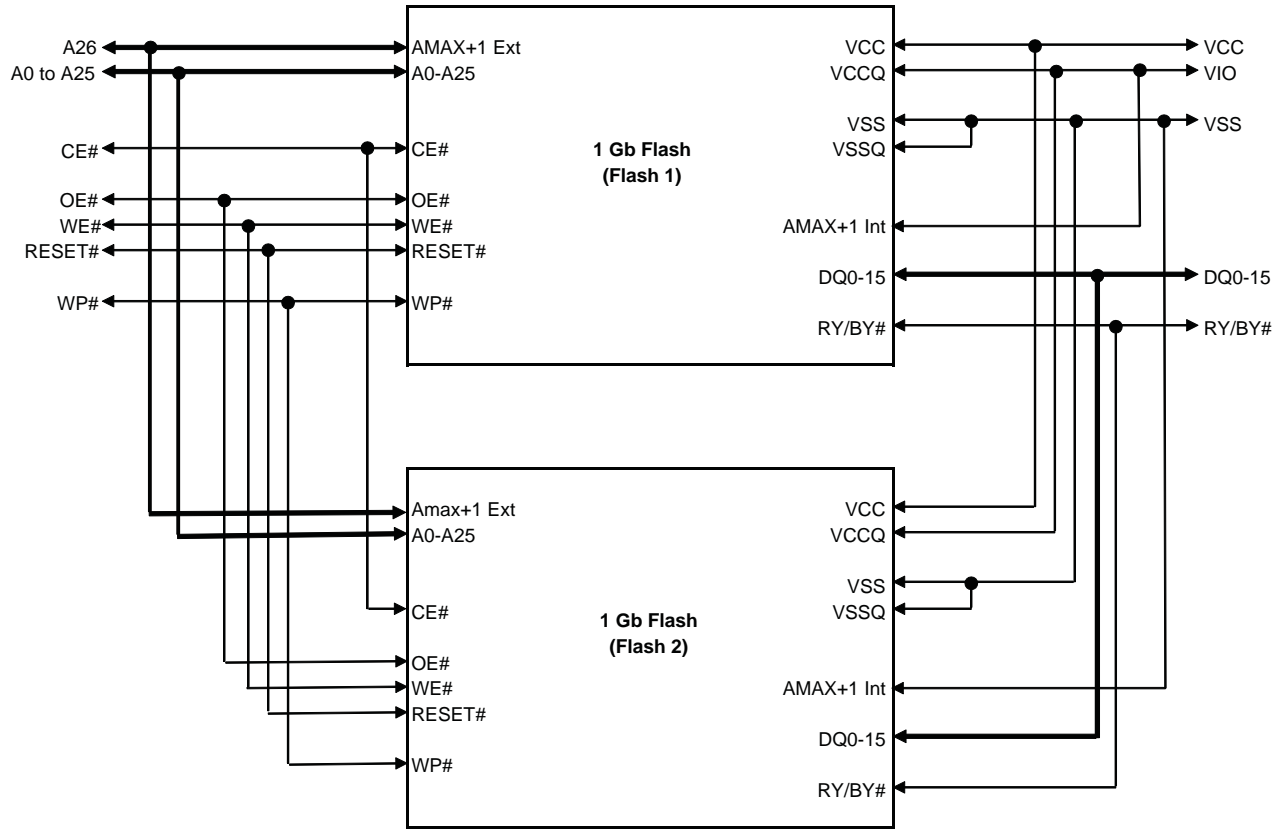 A26
A0 to A25
CE#
OE#
WE#
RESET#
WP#
AMAX+1 Ext
A0-A25
CE#
OE#
WE#
RESET#
WP#
1 Gb Flash
(Flash 1)
VCC
VCCQ
VSS
VSSQ
AMAX+1 Int
DQ0-15
RY/BY#
VCC
VIO
VSS
DQ0-15
RY/BY#
Amax+1 Ext
A0-A25
CE#
OE#
WE#
RESET#
WP#
1 Gb Flash
(Flash 2)
VCC
VCCQ
VSS
VSSQ
AMAX+1 Int
DQ0-15
RY/BY#